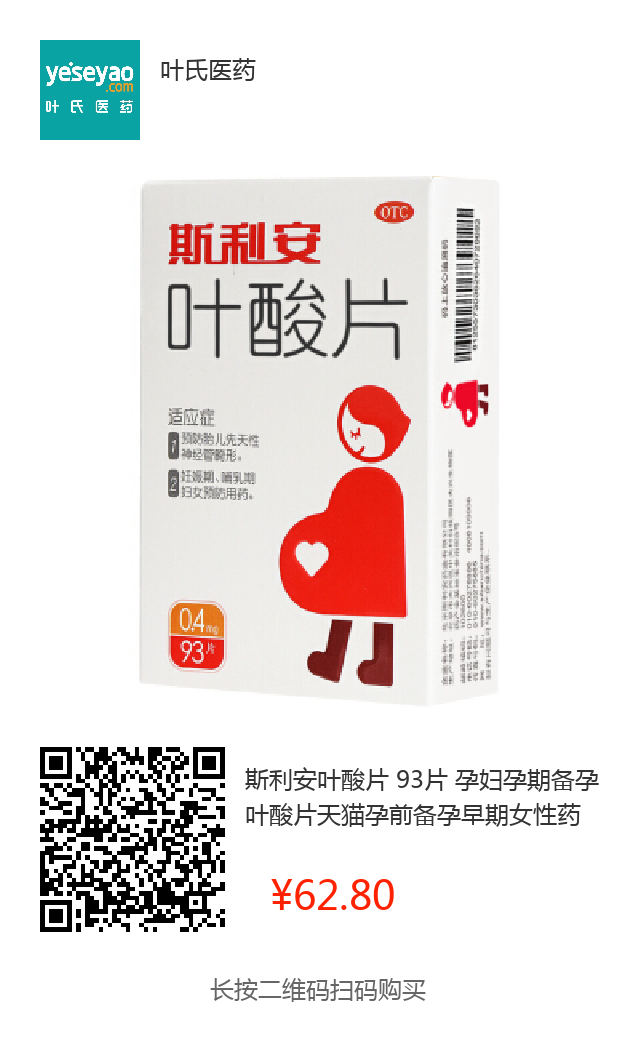 yeseyao
.com
叶氏医药
叶氏医药
OTC
斯利安
叶酸片
适应症
1 预防胎儿先天性
神经管畸形。
2 妊娠期、哺乳期
妇女预防用药。
0.4mg
93片
斯利安叶酸片 93片 孕妇孕期备孕
叶酸片天猫孕前备孕早期女性药
¥62.80
长按二维码扫码购买